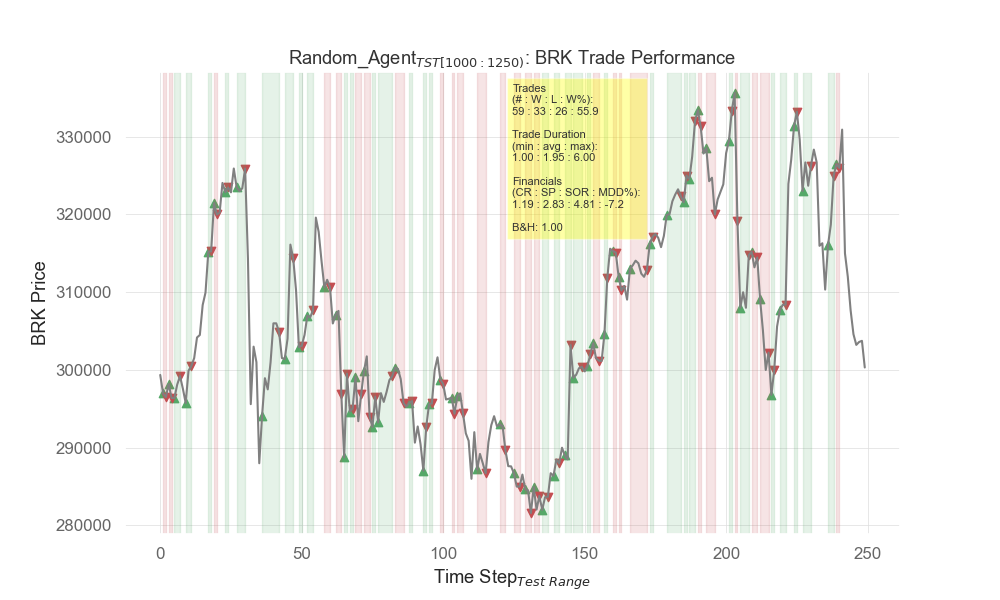 Random_Agent TST[1000 : 1250) : BRK Trade Performance
Trades
(# : W : L : W%):
59 : 33 : 26 : 55.9
Trade Duration
(min : avg : max):
1.00 : 1.95 : 6.00
Financials
(CR : SP : SOR : MDD%):
1.19 : 2.83 : 4.81 : -7.2
B&H: 1.00
BRK Price
330000
320000
310000
300000
290000
280000
0 50 100 150 200 250
Time Step Test Range